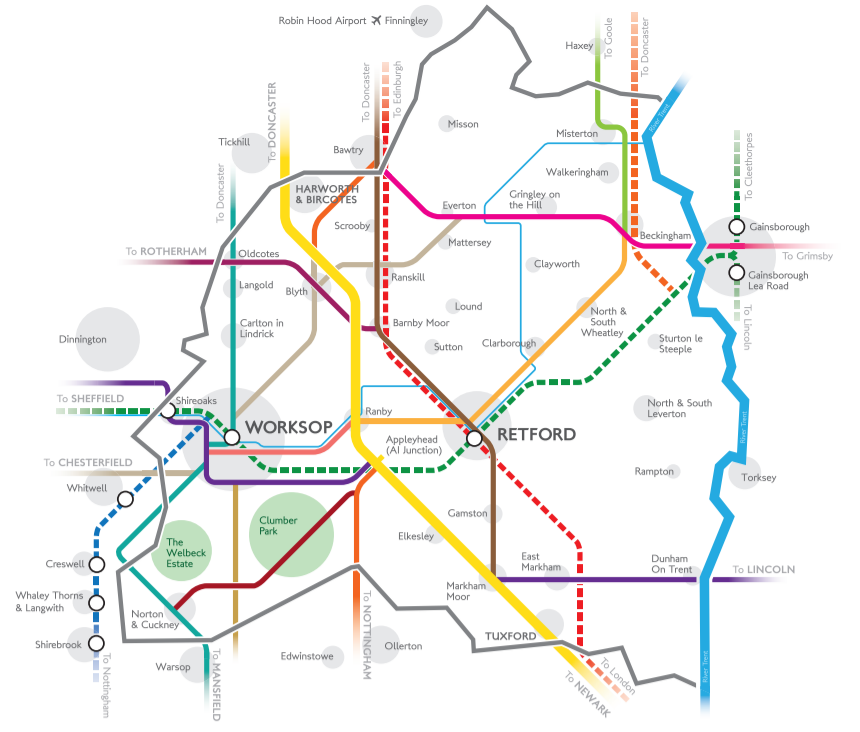 Robin Hood Airport ✈ Finningley
Haxey
To Goole
To Doncaster
To Doncaster
To Edinburgh
To DONCASTER
River Trent
Misson
Misterton
Tickhill
Bawtry
To Cleethorpes
To Doncaster
Walkeringham
HARWORTH
& BIRCOTES
Gringley on
the Hill
Everton
Scrooby
Beckingham
Gainsborough
To ROTHERHAM
Oldcotes
Mattersey
To Grimsby
Clayworth
Ranskill
Gainsborough
Lea Road
Langold
Blyth
Lound
North &
South
Wheatley
To Lincoln
Carlton in
Lindrick
Barnby Moor
Dinnington
Sutton
Clarborough
Sturton le
Steeple
To SHEFFIELD
Shireoaks
Ranby
North & South
Leverton
River Trent
WORKSOP
RETFORD
Appleyhead
(A1 Junction)
To CHESTERFIELD
Rampton
Torksey
Whitwell
Gamston
Clumber
Park
Elkesley
The
Welbeck
Estate
East
Markham
Dunham
On Trent
To LINCOLN
Creswell
Markham
Moor
Whaley Thorns
& Langwith
Norton
& Cuckney
To NOTTINGHAM
TUXFORD
Shirebrook
Ollerton
Edwinstowe
Warsop
To Nottingham
To MANSFIELD
To London
To NEWARK
River Trent